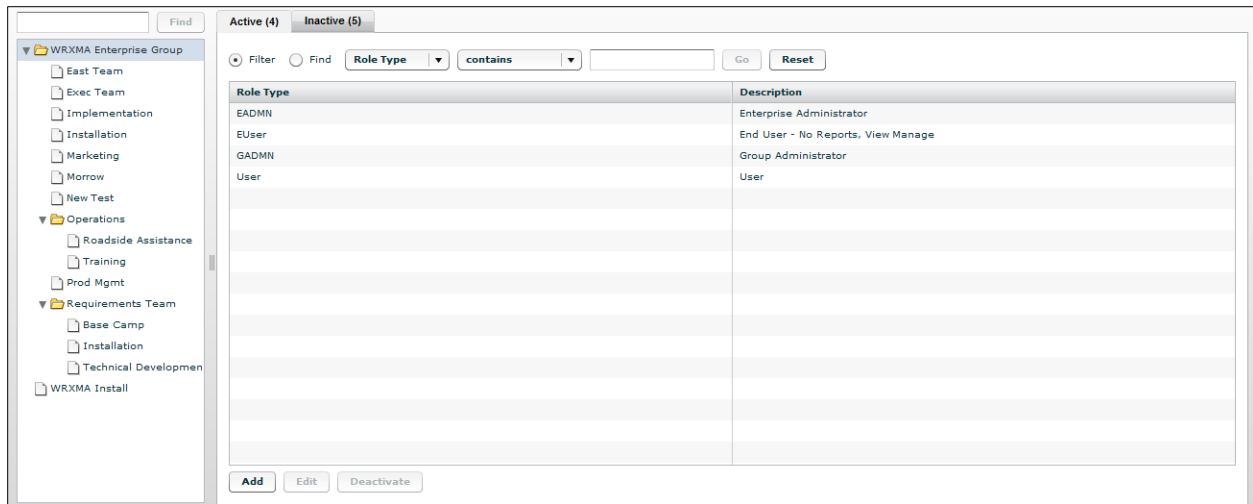 Find
WRXMA Enterprise Group
East Team
Exec Team
Implementation
Installation
Marketing
Morrow
New Test
Operations
Roadside Assistance
Training
Prod Mgmt
Requirements Team
Base Camp
Installation
Technical Developmen
WRXMA Install
Active (4) Inactive (5)
Filter Find Role Type contains Go Reset
Role Type Description
EADMN Enterprise Administrator
EUser End User - No Reports, View Manage
GADMN Group Administrator
User User
Add Edit Deactivate